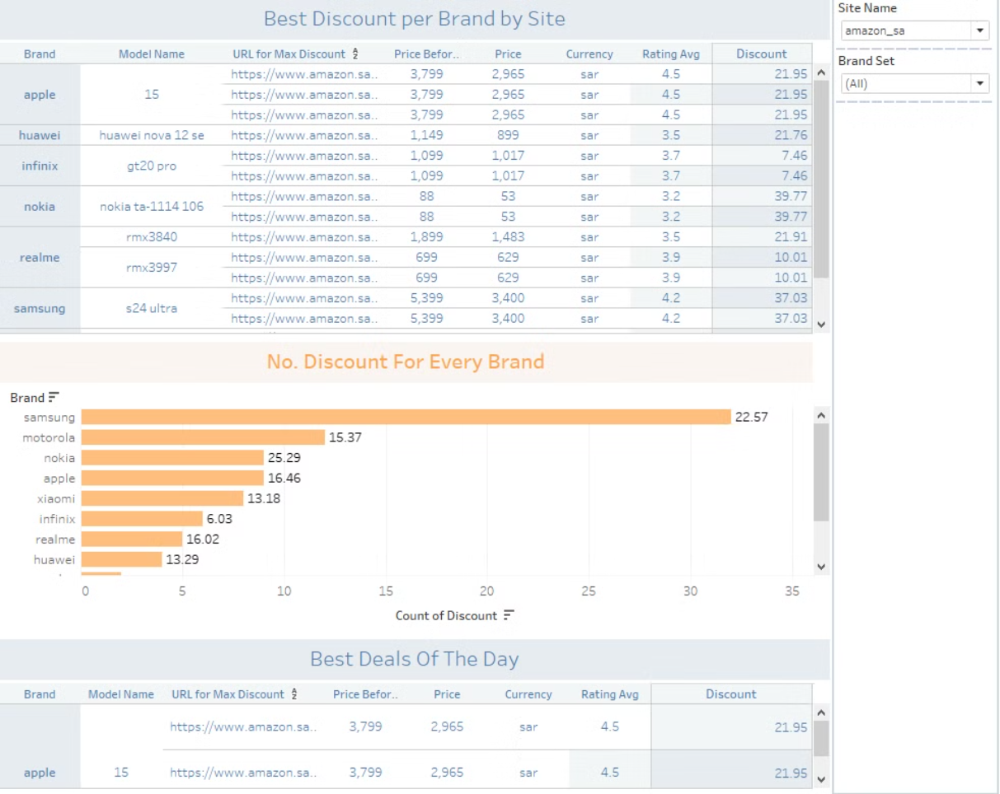 Best Discount per Brand by Site
Site Name
amazon_sa
Brand Set
(All)
Brand Model Name URL for Max Discount Price Befor.. Price Currency Rating Avg Discount
apple 15 https://www.amazon.sa.. 3,799 2,965 sar 4.5 21.95
https://www.amazon.sa.. 3,799 2,965 sar 4.5 21.95
https://www.amazon.sa.. 3,799 2,965 sar 4.5 21.95
huawei huawei nova 12 se https://www.amazon.sa.. 1,149 899 sar 3.5 21.76
infinix gt20 pro https://www.amazon.sa.. 1,099 1,017 sar 3.7 7.46
https://www.amazon.sa.. 1,099 1,017 sar 3.7 7.46
nokia nokia ta-1114 106 https://www.amazon.sa.. 88 53 sar 3.2 39.77
https://www.amazon.sa.. 88 53 sar 3.2 39.77
realme rmx3840 https://www.amazon.sa.. 1,899 1,483 sar 3.5 21.91
rmx3997 https://www.amazon.sa.. 699 629 sar 3.9 10.01
https://www.amazon.sa.. 699 629 sar 3.9 10.01
samsung s24 ultra https://www.amazon.sa.. 5,399 3,400 sar 4.2 37.03
https://www.amazon.sa.. 5,399 3,400 sar 4.2 37.03
No. Discount For Every Brand
Brand
samsung 22.57
motorola 15.37
nokia 25.29
apple 16.46
xiaomi 13.18
infinix 6.03
realme 16.02
huawei 13.29
0 5 10 15 20 25 30 35
Count of Discount
Best Deals Of The Day
Brand Model Name URL for Max Discount Price Befor.. Price Currency Rating Avg Discount
https://www.amazon.sa.. 3,799 2,965 sar 4.5 21.95
apple 15 https://www.amazon.sa.. 3,799 2,965 sar 4.5 21.95